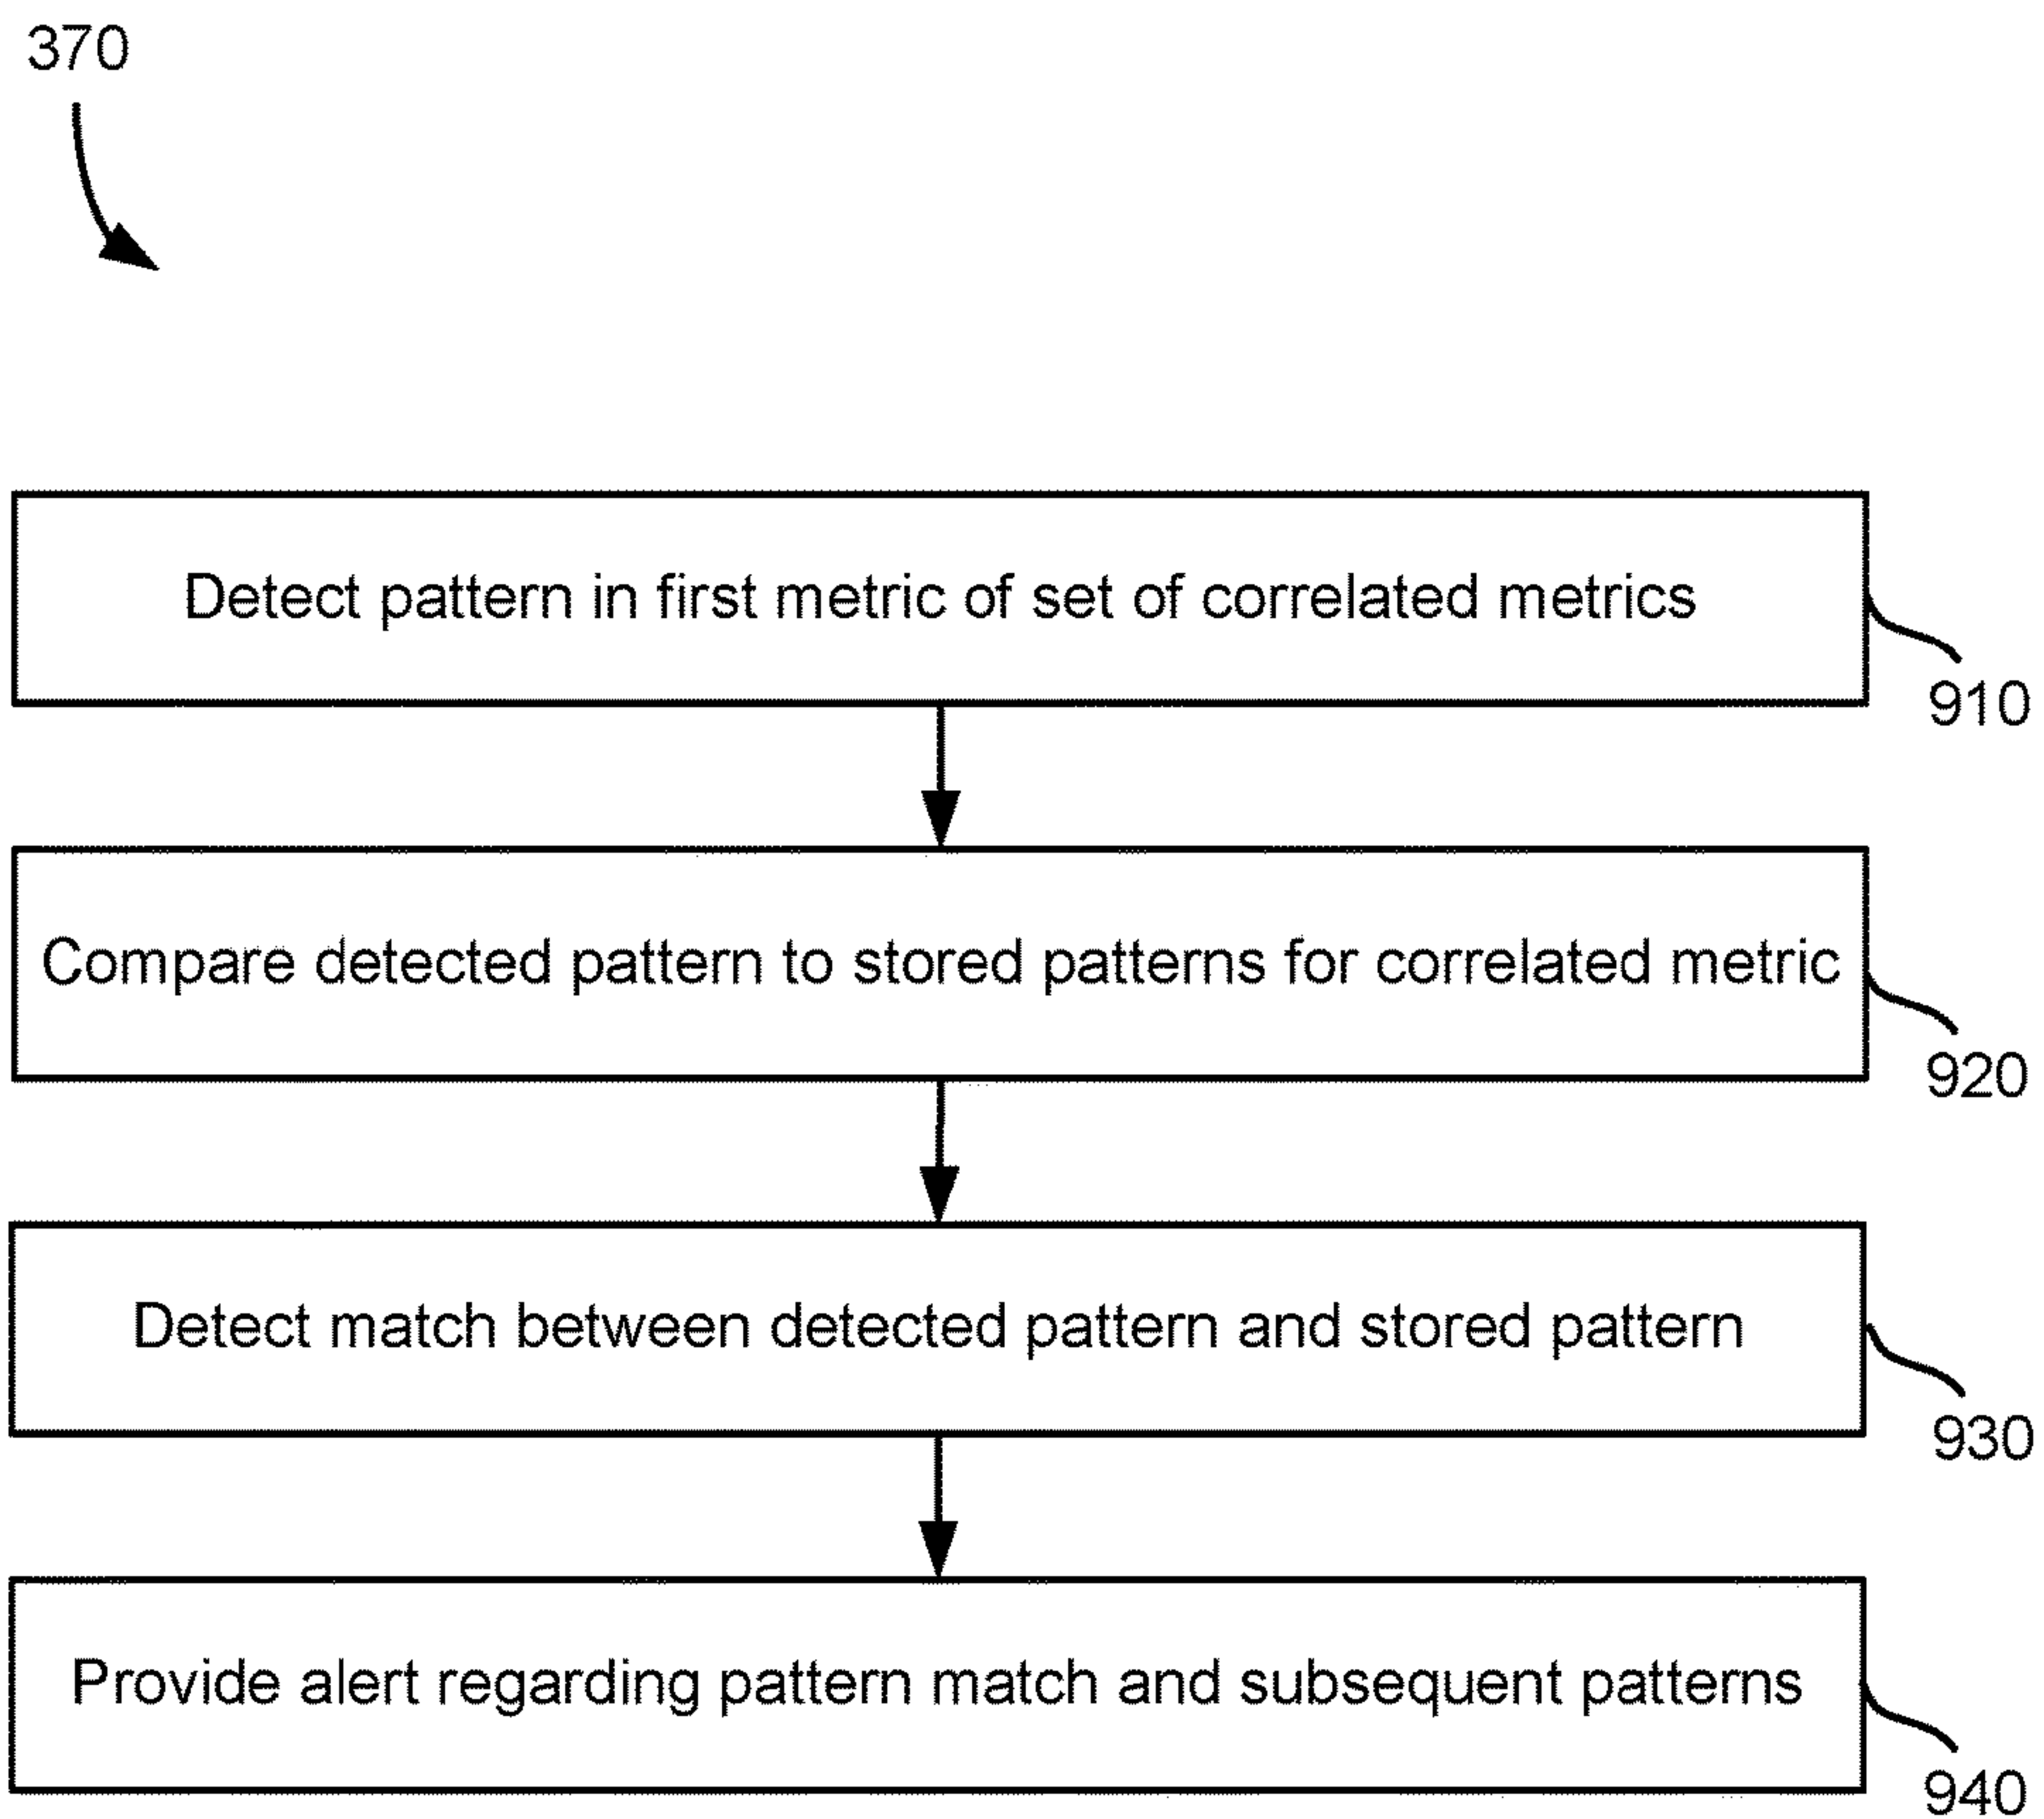 370
Detect pattern in first metric of set of correlated metrics
910
Compare detected pattern to stored patterns for correlated metric
920
Detect match between detected pattern and stored pattern
930
Provide alert regarding pattern match and subsequent patterns
940